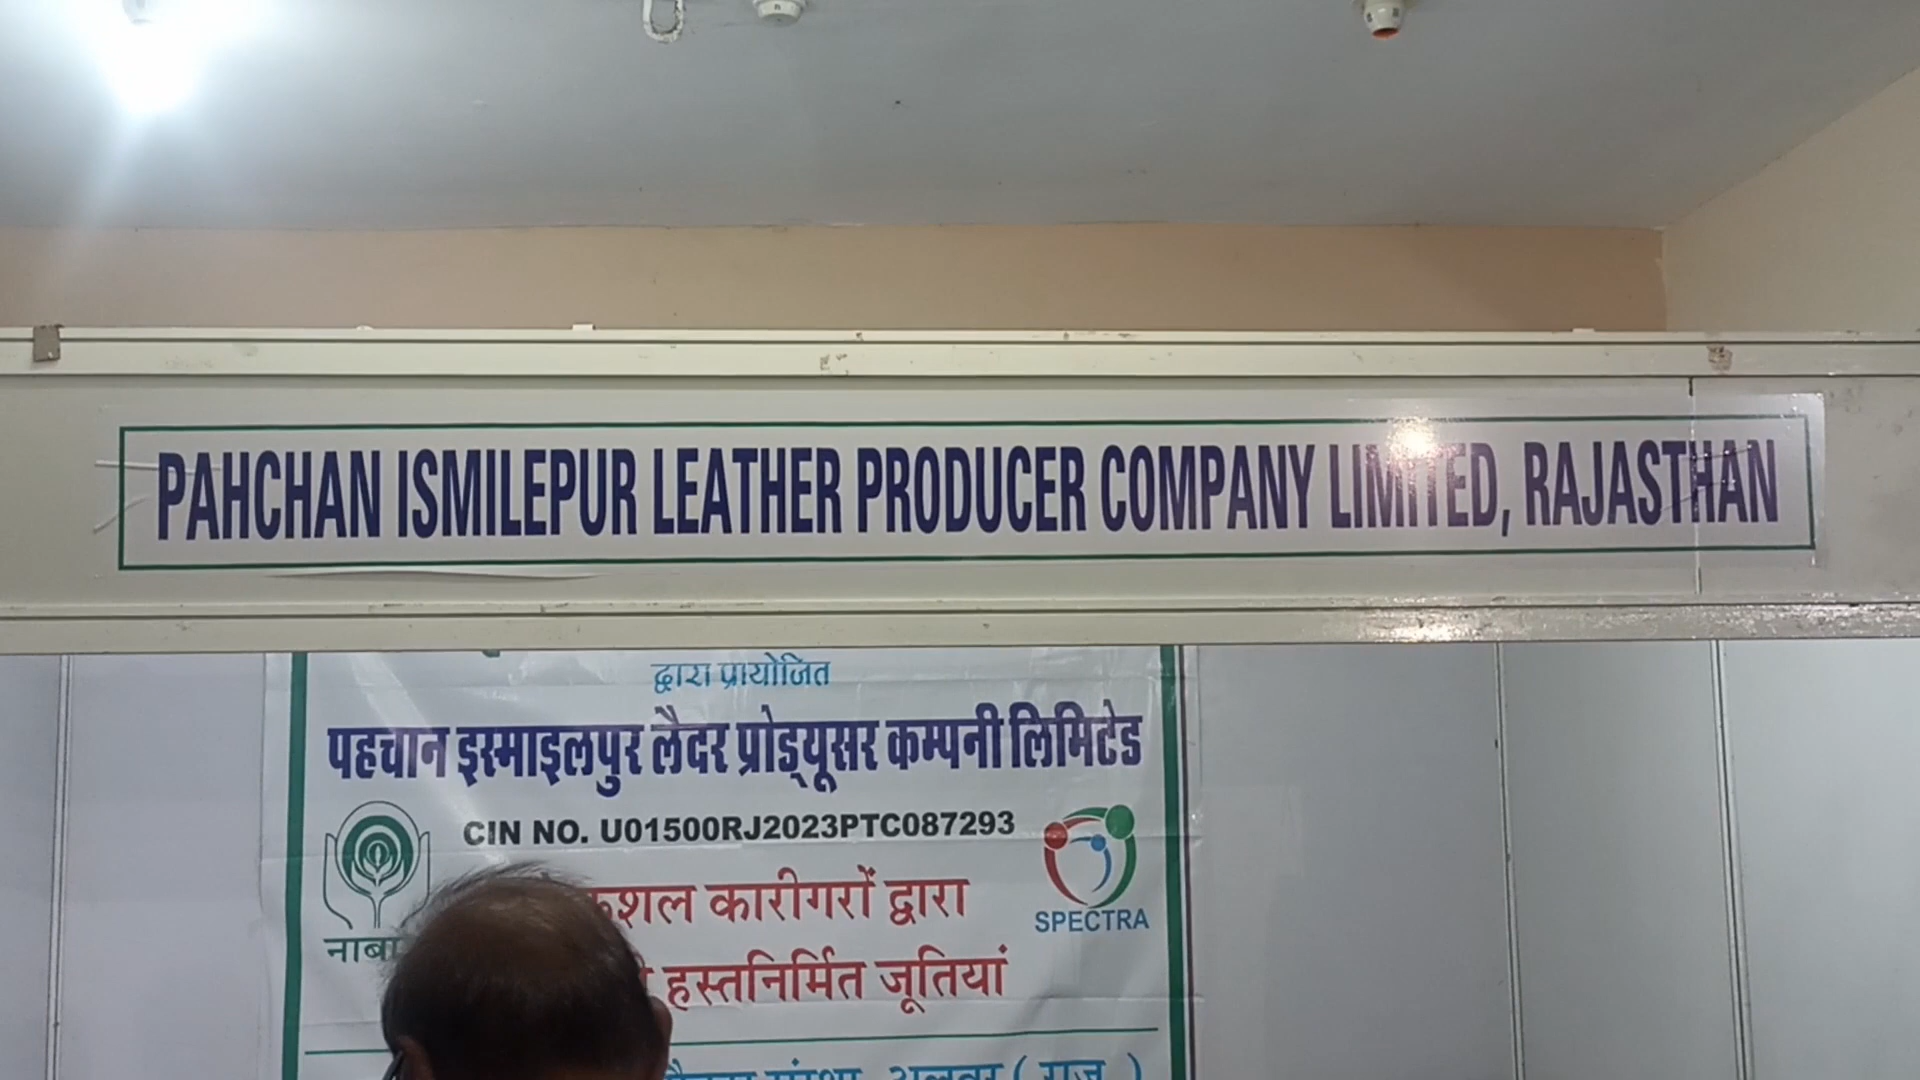 PAHCHAN ISMILEPUR LEATHER PRODUCER COMPANY LIMITED, RAJASTHAN
द्वारा प्रायोजित
पहचान इस्माइलपुर लैदर प्रोड्यूसर कम्पनी लिमिटेड
CIN NO. U01500RJ2023PTC087293
कारीगरों द्वारा
SPECTRA
हस्तनिर्मित जूतियां
संस्था, अलवर ( राज. )